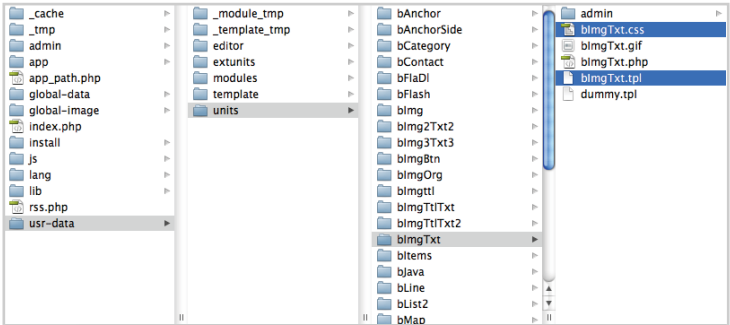 _cache
_tmp
admin
app
app_path.php
global-data
global-image
index.php
install
js
lang
lib
rss.php
usr-data
_module_tmp
_template_tmp
editor
extunits
modules
template
units
bAnchor
bAnchorSide
bCategory
bContact
bFlaDl
bFlash
bImg
bImg2Txt2
bImg3Txt3
bImgBtn
bImgOrg
bImgttl
bImgTtlTxt
bImgTtlTxt2
bImgTxt
bItems
bJava
bLine
bList2
bMap
admin
bImgTxt.css
bImgTxt.gif
bImgTxt.php
bImgTxt.tpl
dummy.tpl